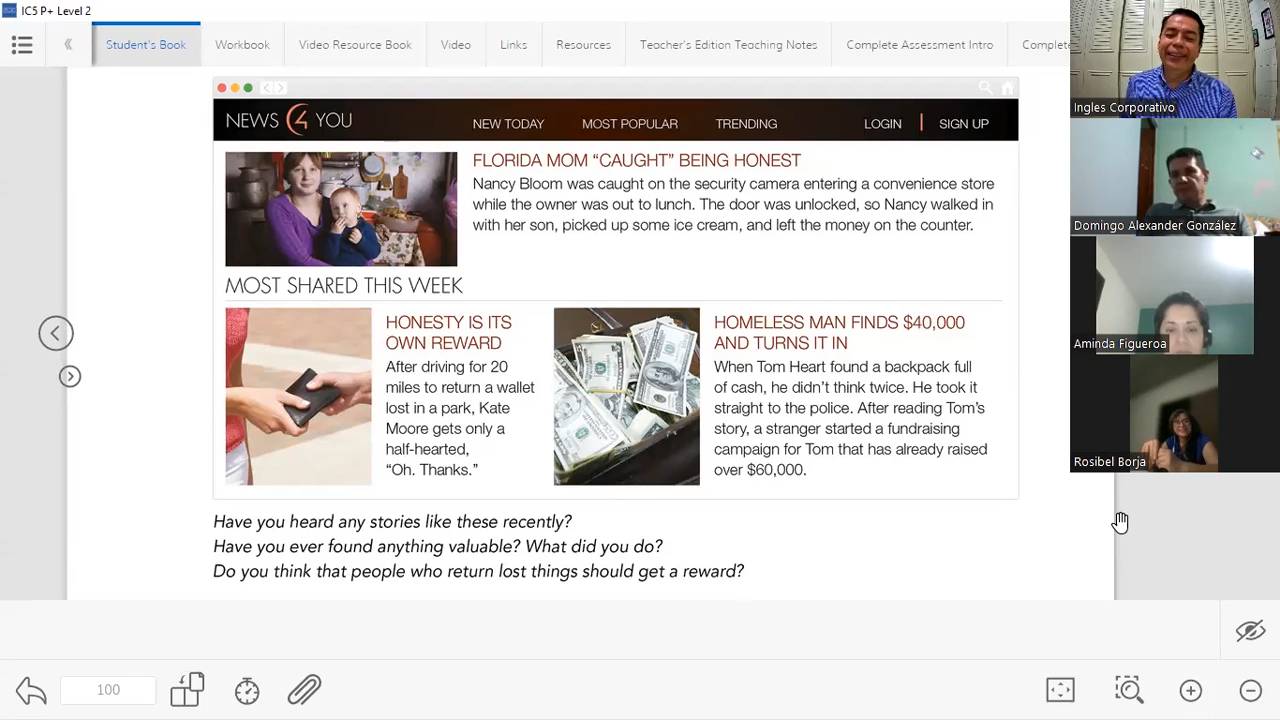 IC5 P+ Level 2
Student's Book
Workbook
Video Resource Book
Video
Links
Resources
Teacher's Edition Teaching Notes
Complete Assessment Intro
Complete
NEWS 4 YOU
NEW TODAY
MOST POPULAR
TRENDING
LOGIN
SIGN UP
FLORIDA MOM “CAUGHT” BEING HONEST
Nancy Bloom was caught on the security camera entering a convenience store
while the owner was out to lunch. The door was unlocked, so Nancy walked in
with her son, picked up some ice cream, and left the money on the counter.
MOST SHARED THIS WEEK
HONESTY IS ITS
OWN REWARD
After driving for 20
miles to return a wallet
lost in a park, Kate
Moore gets only a
half-hearted,
“Oh. Thanks.”
HOMELESS MAN FINDS $40,000
AND TURNS IT IN
When Tom Heart found a backpack full
of cash, he didn’t think twice. He took it
straight to the police. After reading Tom’s
story, a stranger started a fundraising
campaign for Tom that has already raised
over $60,000.
Have you heard any stories like these recently?
Have you ever found anything valuable? What did you do?
Do you think that people who return lost things should get a reward?
100
Ingles Corporativo
Domingo Alexander González
Aminda Figueroa
Rosibel Borja